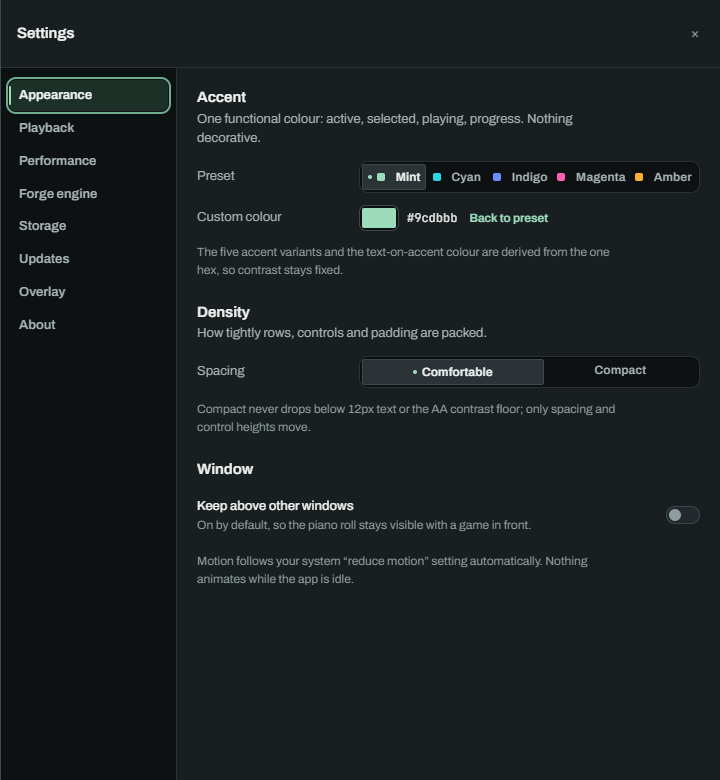 Settings
×
Appearance
Playback
Performance
Forge engine
Storage
Updates
Overlay
About
Accent
One functional colour: active, selected, playing, progress. Nothing
decorative.
Preset
Mint
Cyan
Indigo
Magenta
Amber
Custom colour
#9cdbbb
Back to preset
The five accent variants and the text-on-accent colour are derived from the one
hex, so contrast stays fixed.
Density
How tightly rows, controls and padding are packed.
Spacing
Comfortable
Compact
Compact never drops below 12px text or the AA contrast floor; only spacing and
control heights move.
Window
Keep above other windows
On by default, so the piano roll stays visible with a game in front.
Motion follows your system “reduce motion” setting automatically. Nothing
animates while the app is idle.